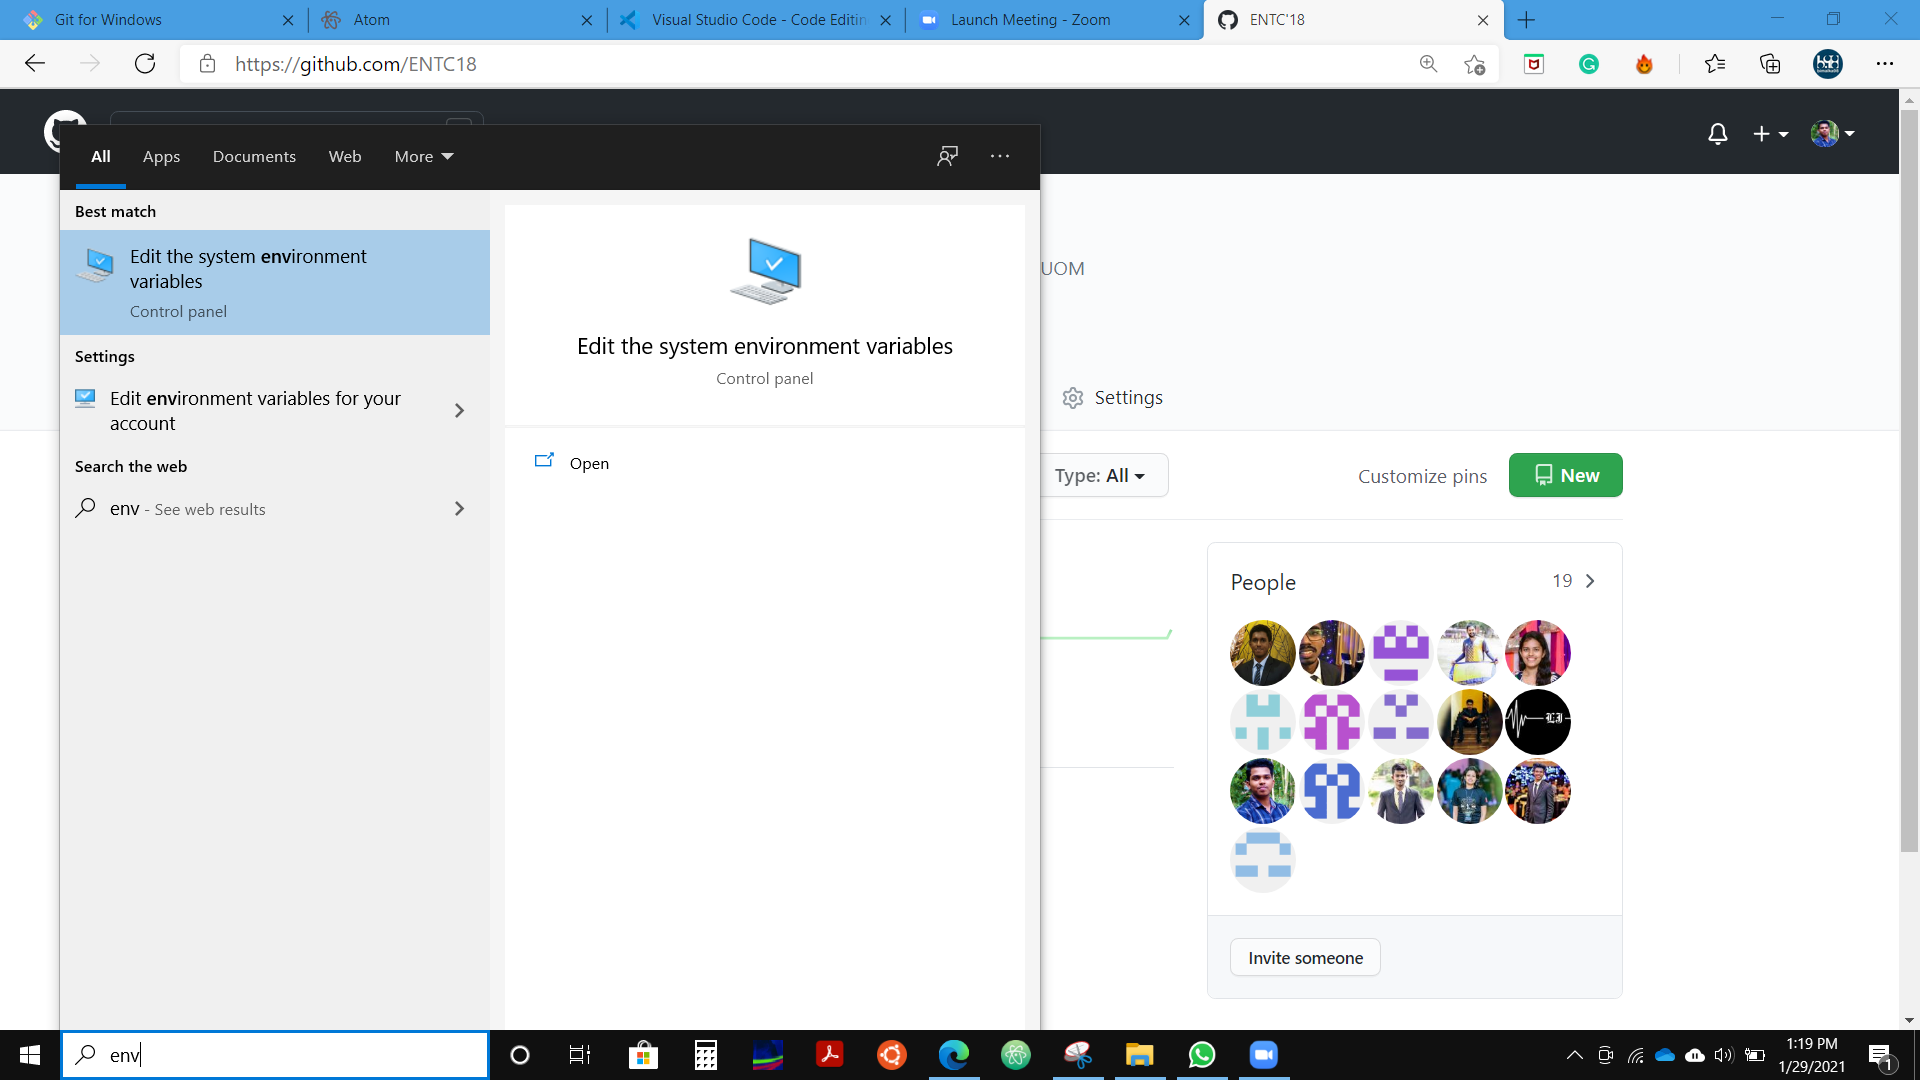 Git for Windows
Atom
Visual Studio Code - Code Editin
Launch Meeting - Zoom
ENTC'18
https://github.com/ENTC18
All
Apps
Documents
Web
More
Best match
Edit the system environment
variables
Control panel
Settings
Edit environment variables for your
account
Search the web
env - See web results
Edit the system environment variables
Control panel
Open
UOM
Settings
Type: All
Customize pins
New
People
19
LI
Invite someone
env
1:19 PM
1/29/2021
1